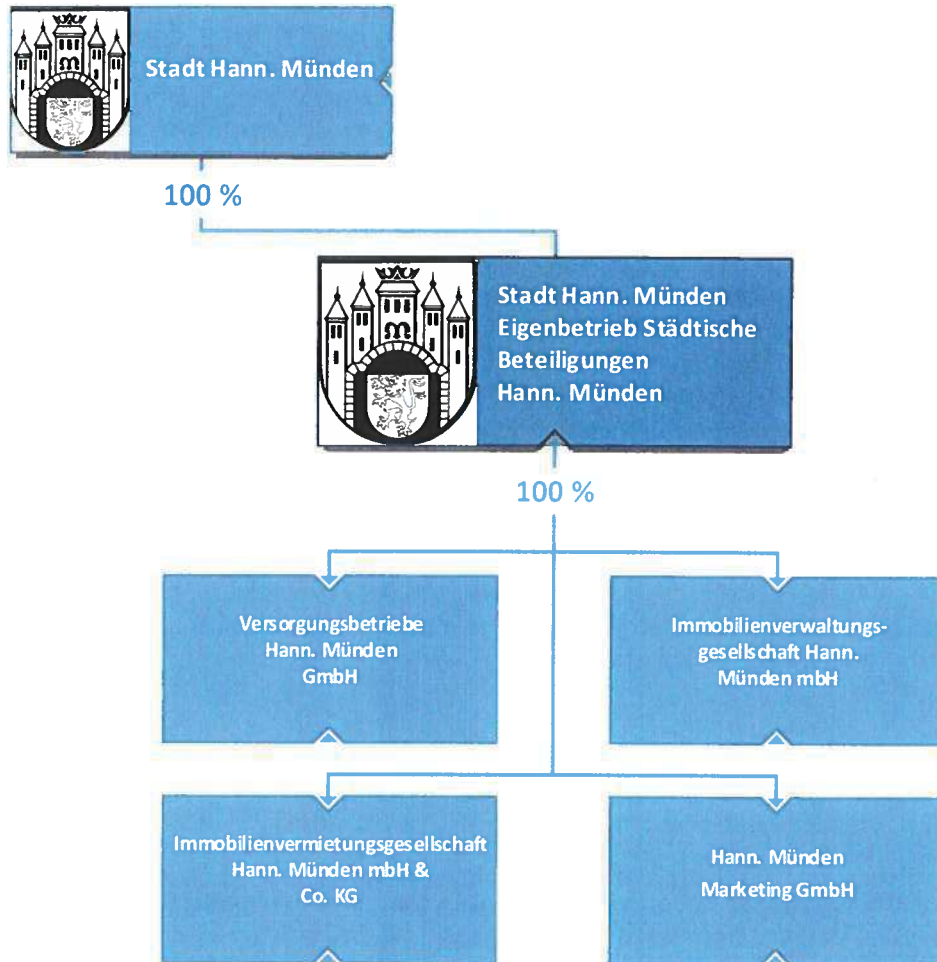 Stadt Hann. Münden
100 %
Stadt Hann. Münden
Eigenbetrieb Städtische
Beteiligungen
Hann. Münden
100 %
Versorgungsbetriebe
Hann. Münden
GmbH
Immobilienverwaltungs-
gesellschaft Hann.
Münden mbH
Immobilienvermietungsgesellschaft
Hann. Münden mbH &
Co. KG
Hann. Münden
Marketing GmbH